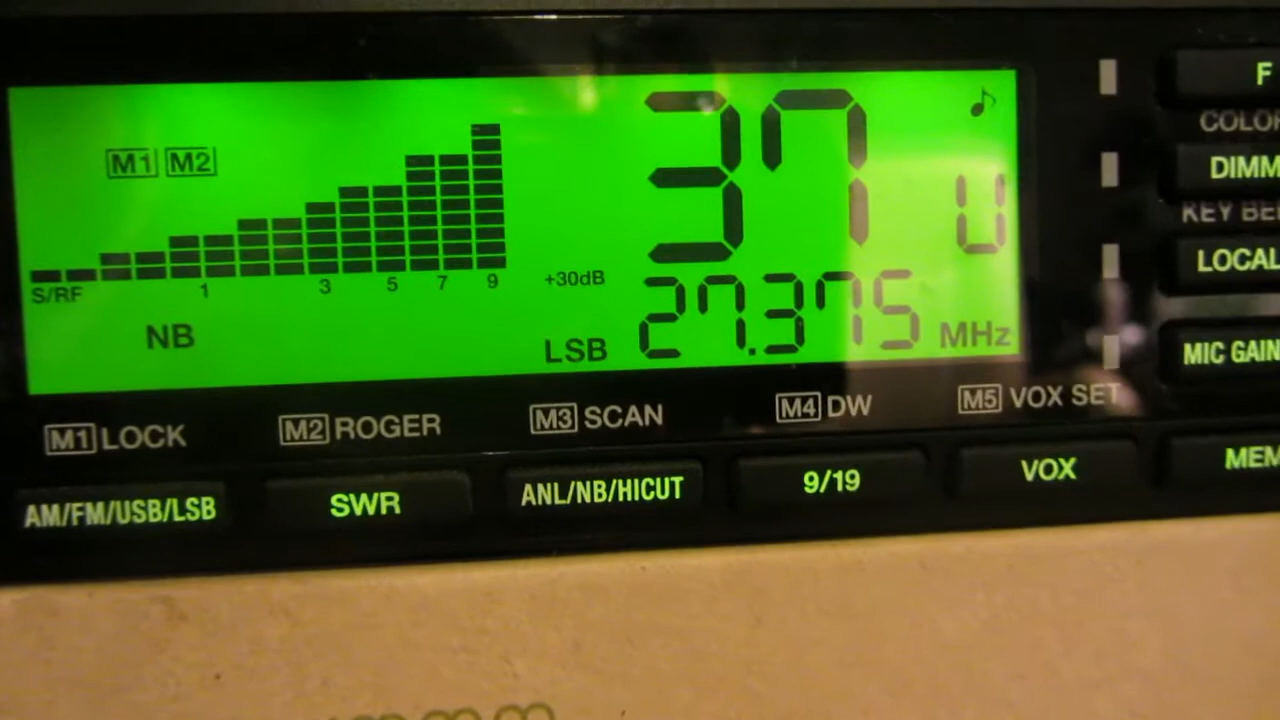 M1 M2
37
U
S/RF 1 3 5 7 9 +30dB
NB
LSB 27.375 MHz
M1 LOCK M2 ROGER M3 SCAN M4 DW M5 VOX SET
AM/FM/USB/LSB SWR ANL/NB/HICUT 9/19 VOX MEM
F
COLOR
DIMM
KEY BE
LOCAL
MIC GAIN